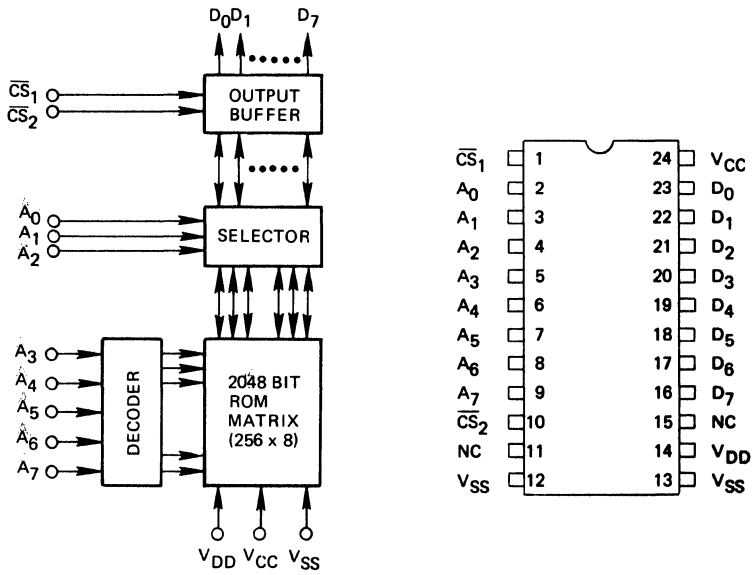 D0 D1 D7
CS1
CS2
OUTPUT
BUFFER
A0
A1
A2
SELECTOR
A3
A4
A5
A6
A7
DECODER
2048 BIT
ROM
MATRIX
(256 x 8)
VDD VCC VSS
CS1 1 24 VCC
A0 2 23 D0
A1 3 22 D1
A2 4 21 D2
A3 5 20 D3
A4 6 19 D4
A5 7 18 D5
A6 8 17 D6
A7 9 16 D7
CS2 10 15 NC
NC 11 14 VDD
VSS 12 13 VSS